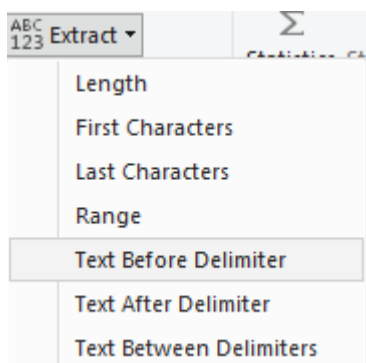 ABC
123 Extract
Σ
Length
First Characters
Last Characters
Range
Text Before Delimiter
Text After Delimiter
Text Between Delimiters